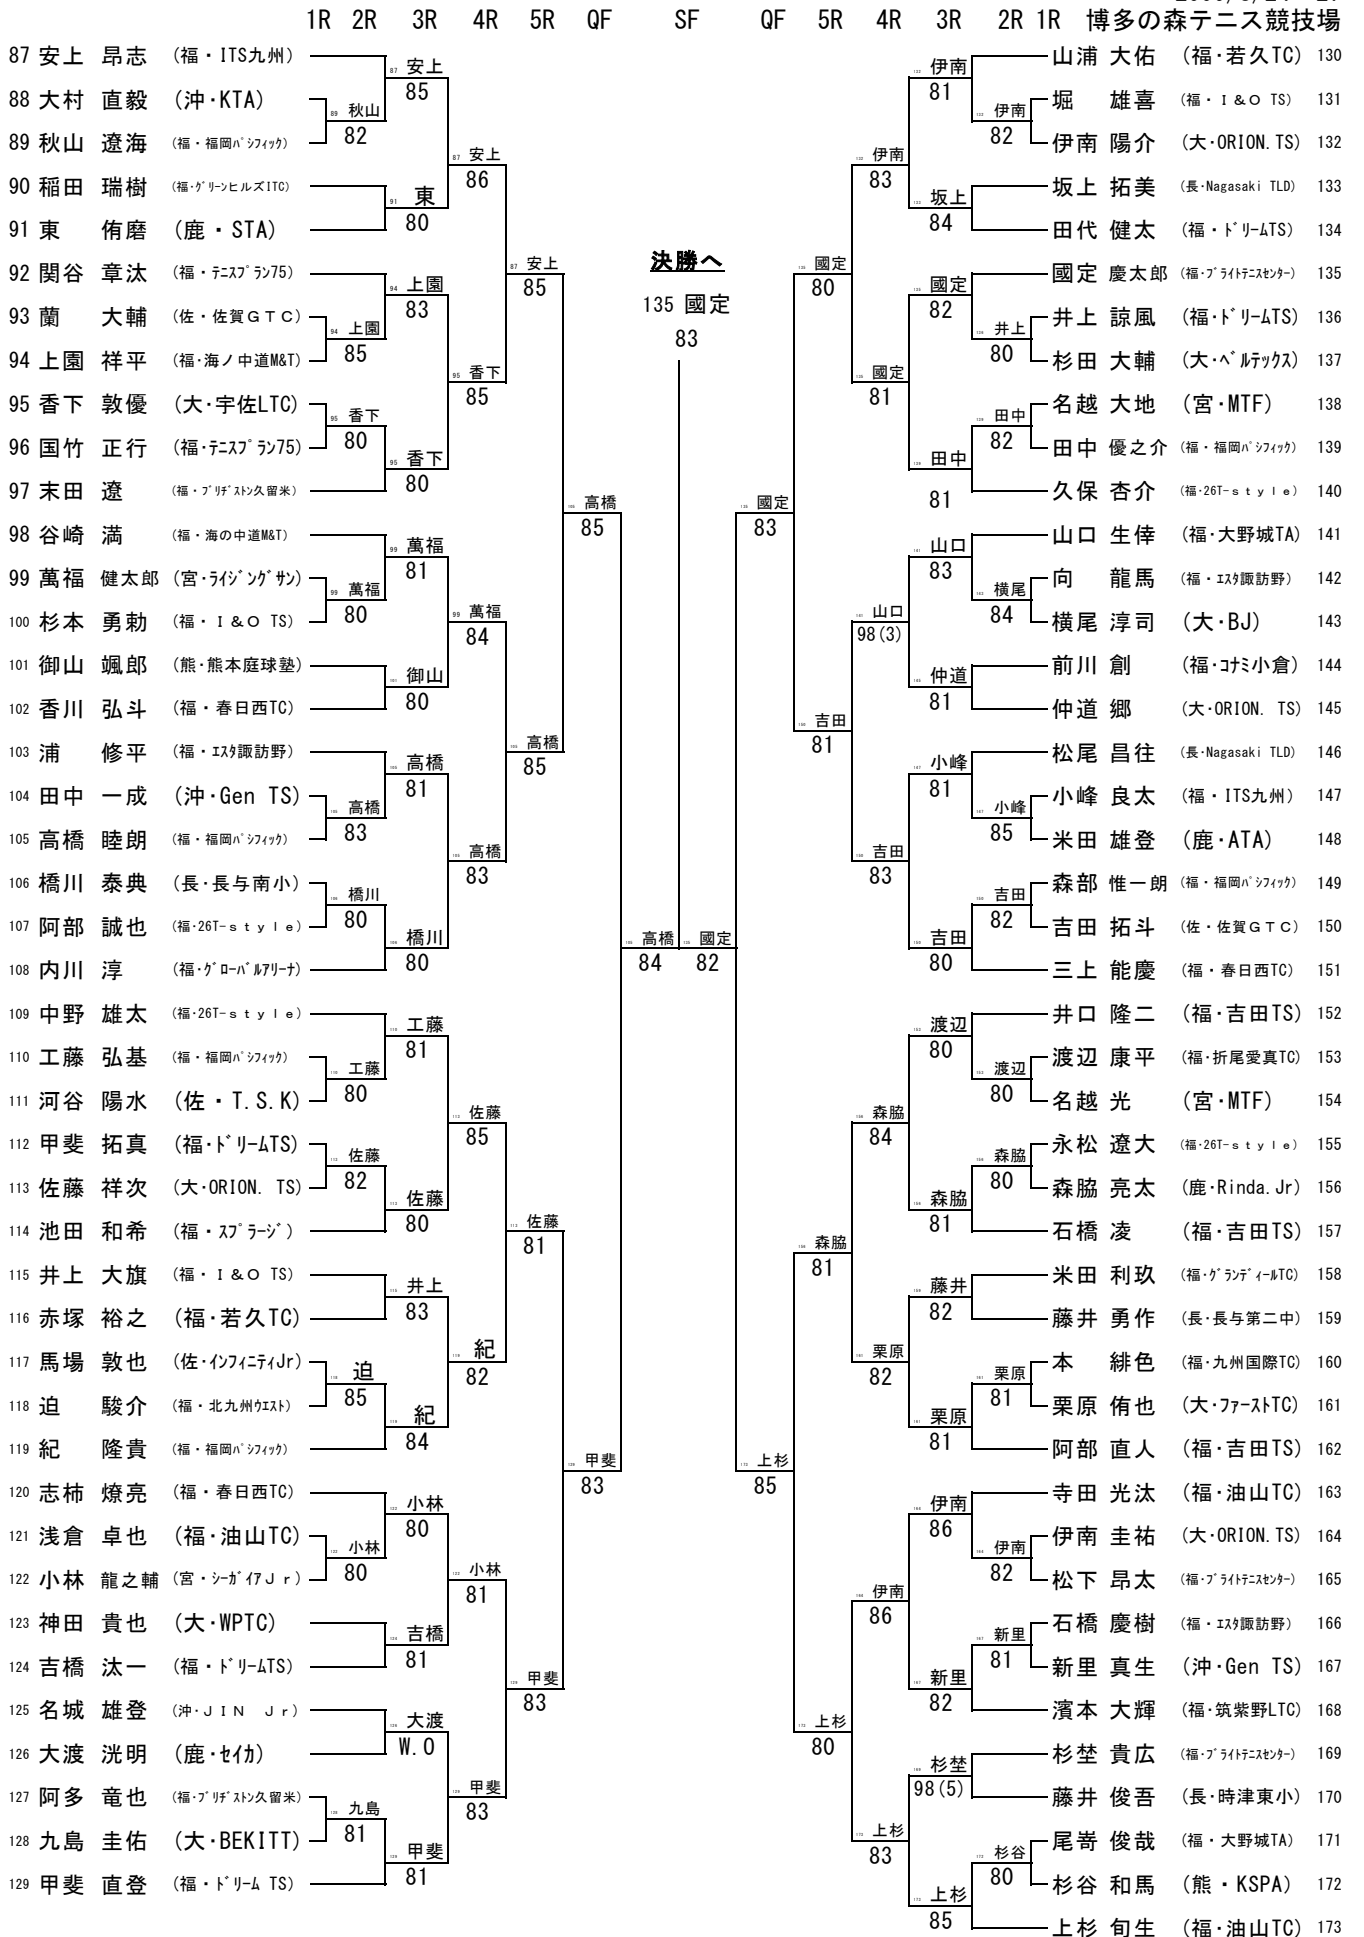 1R 2R 3R 4R 5R QF SF QF 5R 4R 3R 2R 1R 博多の森テニス競技場
87 安上 昂志 (福・ITS九州)
88 大村 直毅 (沖・KTA)
89 秋山 遼海 (福・福岡パシフィック)
90 稲田 瑞樹 (福・グリーンヒルズITC)
91 東 侑磨 (鹿・STA)
92 関谷 章汰 (福・テニスプラン75)
93 蘭 大輔 (佐・佐賀GTC)
94 上園 祥平 (福・海ノ中道M&T)
95 香下 敦優 (大・宇佐LTC)
96 国竹 正行 (福・テニスプラン75)
97 末田 遼 (福・ブリヂストン久留米)
98 谷崎 満 (福・海の中道M&T)
99 萬福 健太郎 (宮・ライジングサン)
100 杉本 勇勅 (福・I&O TS)
101 御山 颯郎 (熊・熊本庭球塾)
102 香川 弘斗 (福・春日西TC)
103 浦 修平 (福・エスタ諏訪野)
104 田中 一成 (沖・Gen TS)
105 高橋 睦朗 (福・福岡パシフィック)
106 橋川 泰典 (長・長与南小)
107 阿部 誠也 (福・26T-style)
108 内川 淳 (福・グローバルアリーナ)
109 中野 雄太 (福・26T-style)
110 工藤 弘基 (福・福岡パシフィック)
111 河谷 陽水 (佐・T.S.K)
112 甲斐 拓真 (福・ドリームTS)
113 佐藤 祥次 (大・ORION. TS)
114 池田 和希 (福・スプラージ)
115 井上 大旗 (福・I&O TS)
116 赤塚 裕之 (福・若久TC)
117 馬場 敦也 (佐・インフィニティJr)
118 迫 駿介 (福・北九州ウエスト)
119 紀 隆貴 (福・福岡パシフィック)
120 志柿 燎亮 (福・春日西TC)
121 浅倉 卓也 (福・油山TC)
122 小林 龍之輔 (宮・シーガイアJr)
123 神田 貴也 (大・WPTC)
124 吉橋 汰一 (福・ドリームTS)
125 名城 雄登 (沖・JIN Jr)
126 大渡 洸明 (鹿・セイカ)
127 阿多 竜也 (福・ブリヂストン久留米)
128 九島 圭佑 (大・BEKITT)
129 甲斐 直登 (福・ドリーム TS)
秋山
82
上園
85
香下
80
萬福
80
高橋
83
橋川
80
工藤
80
佐藤
82
迫
85
小林
80
九島
81
安上
85
東
80
上園
83
香下
80
萬福
81
御山
80
高橋
81
橋川
80
工藤
81
佐藤
80
井上
83
紀
84
小林
80
吉橋
81
大渡
W.O
甲斐
81
安上
86
香下
85
萬福
84
高橋
83
佐藤
85
紀
82
小林
81
甲斐
83
安上
85
高橋
85
佐藤
81
甲斐
83
高橋
85
甲斐
83
高橋
84
決勝へ
135 國定
83
國定
82
國定
83
上杉
85
國定
80
吉田
81
森脇
81
上杉
80
伊南
83
國定
81
山口
98(3)
吉田
83
森脇
84
栗原
82
伊南
86
上杉
83
伊南
81
坂上
84
國定
82
田中
81
山口
83
仲道
81
小峰
81
吉田
80
渡辺
80
森脇
81
藤井
82
栗原
81
伊南
86
新里
82
杉埜
98(5)
上杉
85
伊南
82
井上
80
田中
82
横尾
84
小峰
85
吉田
82
渡辺
80
森脇
80
栗原
81
伊南
82
新里
81
杉谷
80
山浦 大佑 (福・若久TC) 130
堀 雄喜 (福・I&O TS) 131
伊南 陽介 (大・ORION.TS) 132
坂上 拓美 (長・Nagasaki TLD) 133
田代 健太 (福・ドリームTS) 134
國定 慶太郎 (福・ブライトテニスセンター) 135
井上 諒風 (福・ドリームTS) 136
杉田 大輔 (大・ベルテックス) 137
名越 大地 (宮・MTF) 138
田中 優之介 (福・福岡パシフィック) 139
久保 杏介 (福・26T-style) 140
山口 生倖 (福・大野城TA) 141
向 龍馬 (福・エスタ諏訪野) 142
横尾 淳司 (大・BJ) 143
前川 創 (福・コナミ小倉) 144
仲道 郷 (大・ORION. TS) 145
松尾 昌往 (長・Nagasaki TLD) 146
小峰 良太 (福・ITS九州) 147
米田 雄登 (鹿・ATA) 148
森部 惟一朗 (福・福岡パシフィック) 149
吉田 拓斗 (佐・佐賀GTC) 150
三上 能慶 (福・春日西TC) 151
井口 隆二 (福・吉田TS) 152
渡辺 康平 (福・折尾愛真TC) 153
名越 光 (宮・MTF) 154
永松 遼大 (福・26T-style) 155
森脇 亮太 (鹿・Rinda.Jr) 156
石橋 凌 (福・吉田TS) 157
米田 利玖 (福・グランディールTC) 158
藤井 勇作 (長・長与第二中) 159
本 緋色 (福・九州国際TC) 160
栗原 侑也 (大・ファーストTC) 161
阿部 直人 (福・吉田TS) 162
寺田 光汰 (福・油山TC) 163
伊南 圭祐 (大・ORION.TS) 164
松下 昂太 (福・ブライトテニスセンター) 165
石橋 慶樹 (福・エスタ諏訪野) 166
新里 真生 (沖・Gen TS) 167
濱本 大輝 (福・筑紫野LTC) 168
杉埜 貴広 (福・ブライトテニスセンター) 169
藤井 俊吾 (長・時津東小) 170
尾嵜 俊哉 (福・大野城TA) 171
杉谷 和馬 (熊・KSPA) 172
上杉 旬生 (福・油山TC) 173